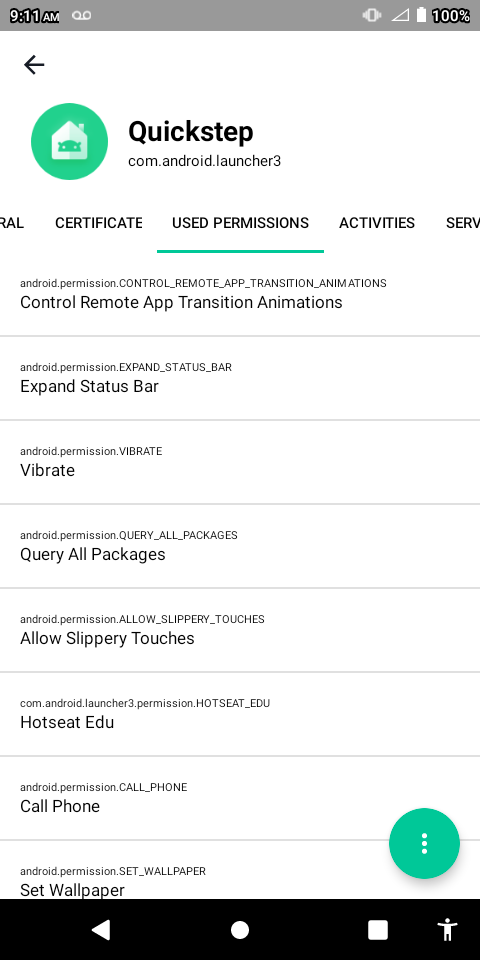 9:11 AM 100%
Quickstep
com.android.launcher3
RAL CERTIFICATE USED PERMISSIONS ACTIVITIES SERV
android.permission.CONTROL_REMOTE_APP_TRANSITION_ANIMATIONS
Control Remote App Transition Animations
android.permission.EXPAND_STATUS_BAR
Expand Status Bar
android.permission.VIBRATE
Vibrate
android.permission.QUERY_ALL_PACKAGES
Query All Packages
android.permission.ALLOW_SLIPPERY_TOUCHES
Allow Slippery Touches
com.android.launcher3.permission.HOTSEAT_EDU
Hotseat Edu
android.permission.CALL_PHONE
Call Phone
android.permission.SET_WALLPAPER
Set Wallpaper